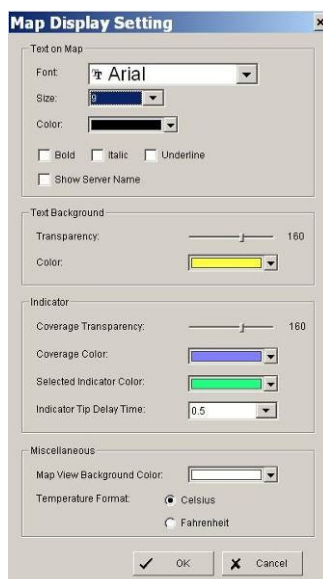 Map Display Setting
Text on Map
Font: Arial
Size: 9
Color:
Bold Italic Underline
Show Server Name
Text Background
Transparency: 160
Color:
Indicator
Coverage Transparency: 160
Coverage Color:
Selected Indicator Color:
Indicator Tip Delay Time: 0.5
Miscellaneous
Map View Background Color:
Temperature Format: Celsius
Fahrenheit
OK Cancel